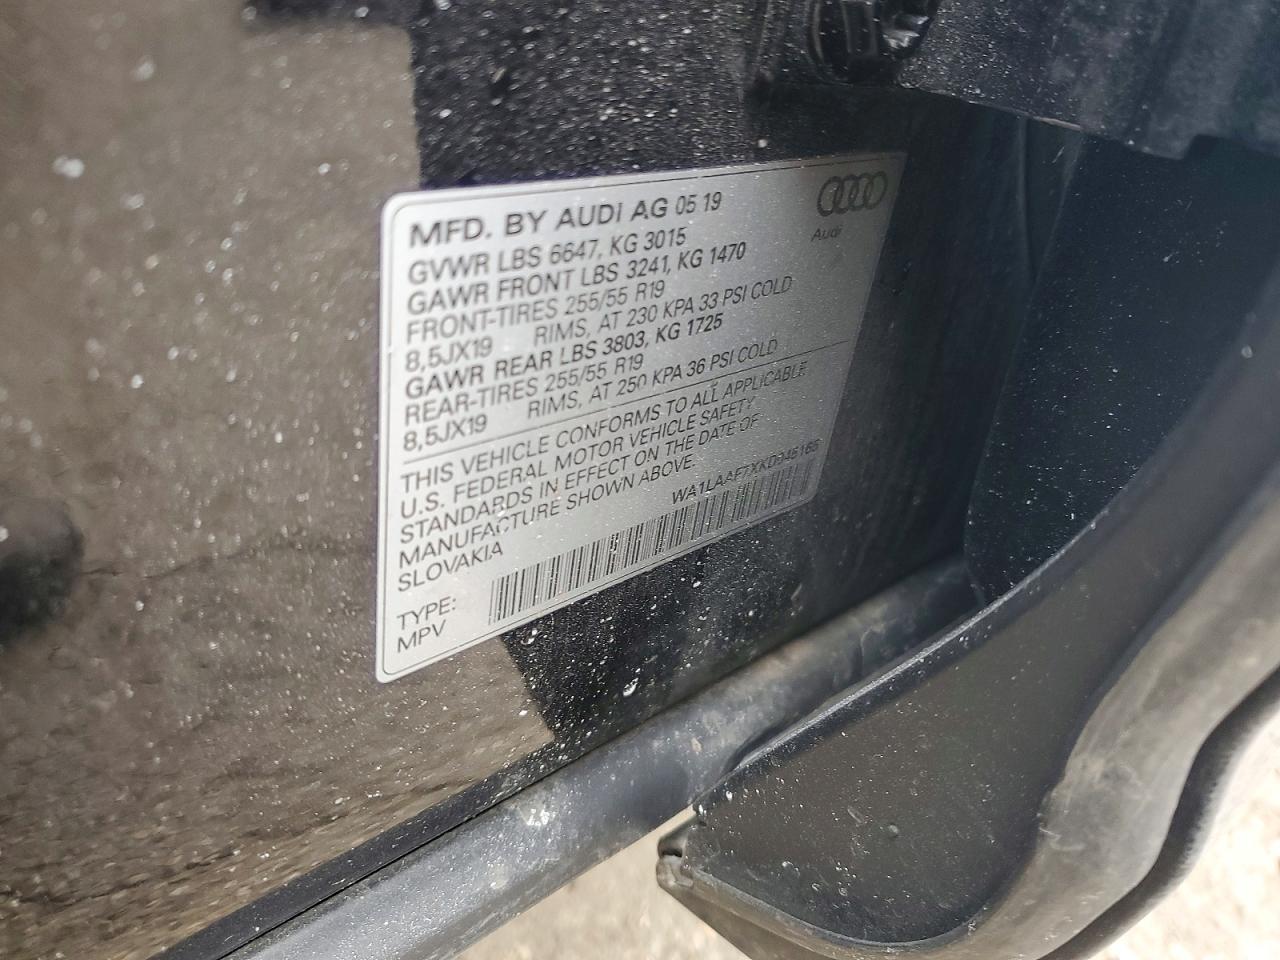 MFD. BY AUDI AG 05 19
Audi
GVWR LBS 6647, KG 3015
GAWR FRONT LBS 3241, KG 1470
FRONT-TIRES 255/55 R19
8,5JX19 RIMS, AT 230 KPA 33 PSI COLD
GAWR REAR LBS 3803, KG 1725
REAR-TIRES 255/55 R19
8,5JX19 RIMS, AT 250 KPA 36 PSI COLD
THIS VEHICLE CONFORMS TO ALL APPLICABLE
U.S. FEDERAL MOTOR VEHICLE SAFETY
STANDARDS IN EFFECT ON THE DATE OF
MANUFACTURE SHOWN ABOVE.
SLOVAKIA
TYPE:
MPV